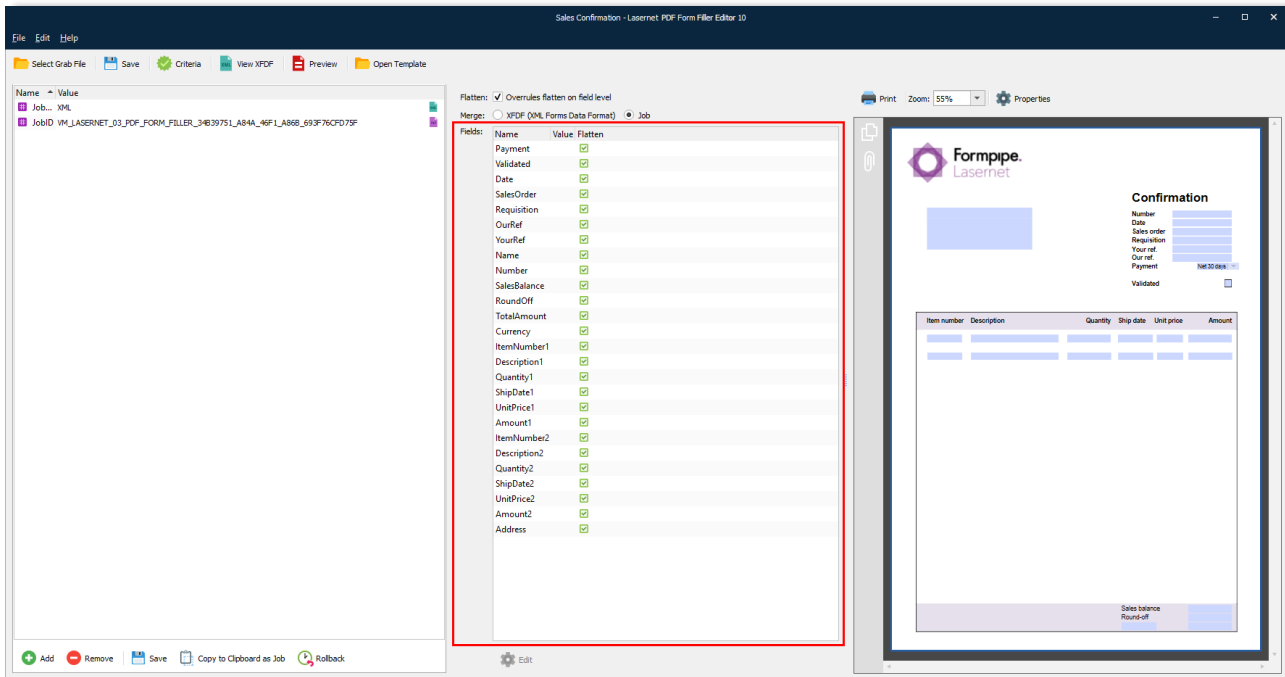 Sales Confirmation - Lasernet PDF Form Filler Editor 10
File Edit Help
Select Grab File Save Criteria View XFDF Preview Open Template
Name Value
Job... XML
JobID VM_LASERNET_03_PDF_FORM_FILLER_34B39751_A84A_46F1_A86B_693F76CFD75F
Add Remove Save Copy to Clipboard as Job Rollback
Flatten: Overrules flatten on field level
Merge: XFDF (XML Forms Data Format) Job
Fields: Name Value Flatten
Payment
Validated
Date
SalesOrder
Requisition
OurRef
YourRef
Name
Number
SalesBalance
RoundOff
TotalAmount
Currency
ItemNumber1
Description1
Quantity1
ShipDate1
UnitPrice1
Amount1
ItemNumber2
Description2
Quantity2
ShipDate2
UnitPrice2
Amount2
Address
Edit
Print Zoom: 55% Properties
Formpipe.
Lasernet
Confirmation
Number
Date
Sales order
Requisition
Your ref.
Our ref.
Payment Net 30 days
Validated
Item number Description Quantity Ship date Unit price Amount
Sales balance
Round-off